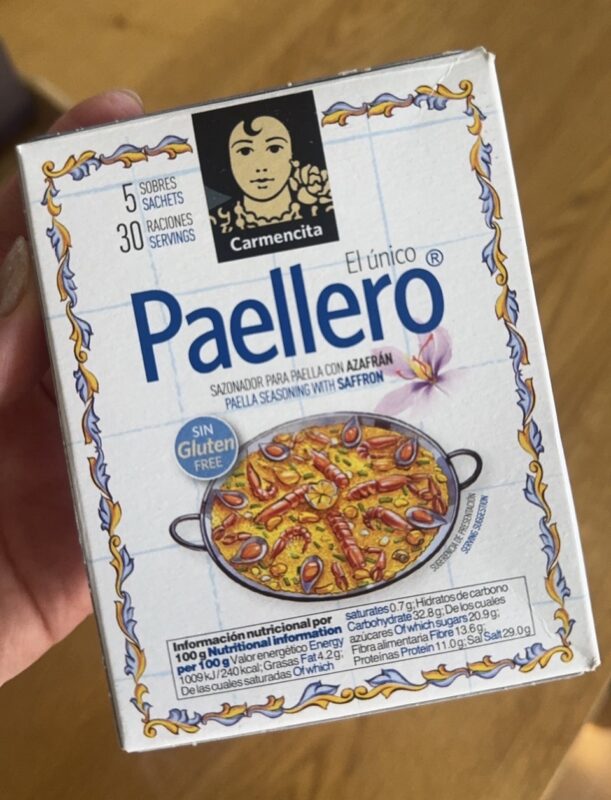 5 SOBRES
SACHETS
30 RACIONES
SERVINGS
Carmencita
El único
Paellero®
SAZONADOR PARA PAELLA CON AZAFRÁN
PAELLA SEASONING WITH SAFFRON
SIN
Gluten
FREE
SUGERENCIA DE PRESENTACIÓN
SERVING SUGGESTION
Información nutricional por
100 g Nutritional information
per 100 g Valor energético Energy
1009 kJ/240 kcal; Grasas Fat 4.2 g;
De las cuales saturadas Of which
saturates 0.7 g; Hidratos de carbono
Carbohydrate 32.8 g; De los cuales
azúcares Of which sugars 20.9 g;
Fibra alimentaria Fibre 13.6 g;
Proteínas Protein 11.0 g; Sal Salt 29.0 g